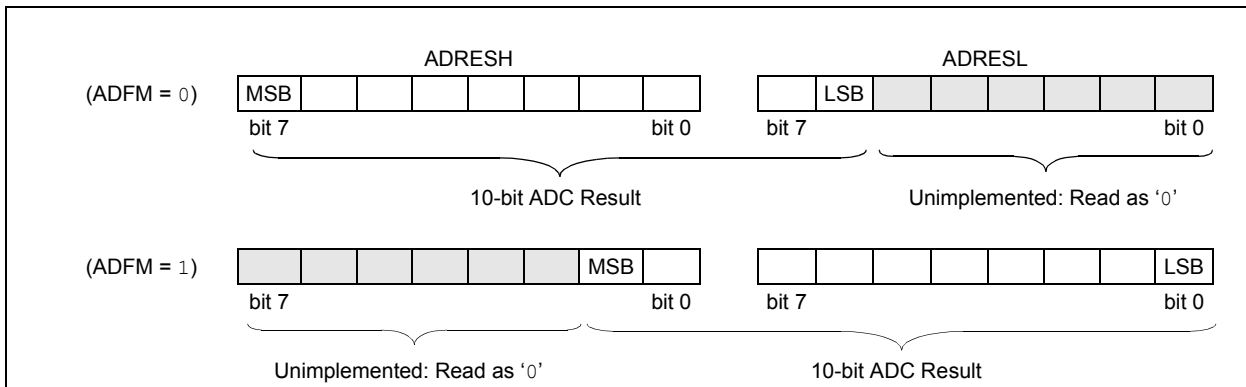 ADRESH ADRESL
(ADFM = 0) MSB LSB
bit 7 bit 0 bit 7 bit 0
10-bit ADC Result Unimplemented: Read as ‘0’
(ADFM = 1) MSB LSB
bit 7 bit 0 bit 7 bit 0
Unimplemented: Read as ‘0’ 10-bit ADC Result